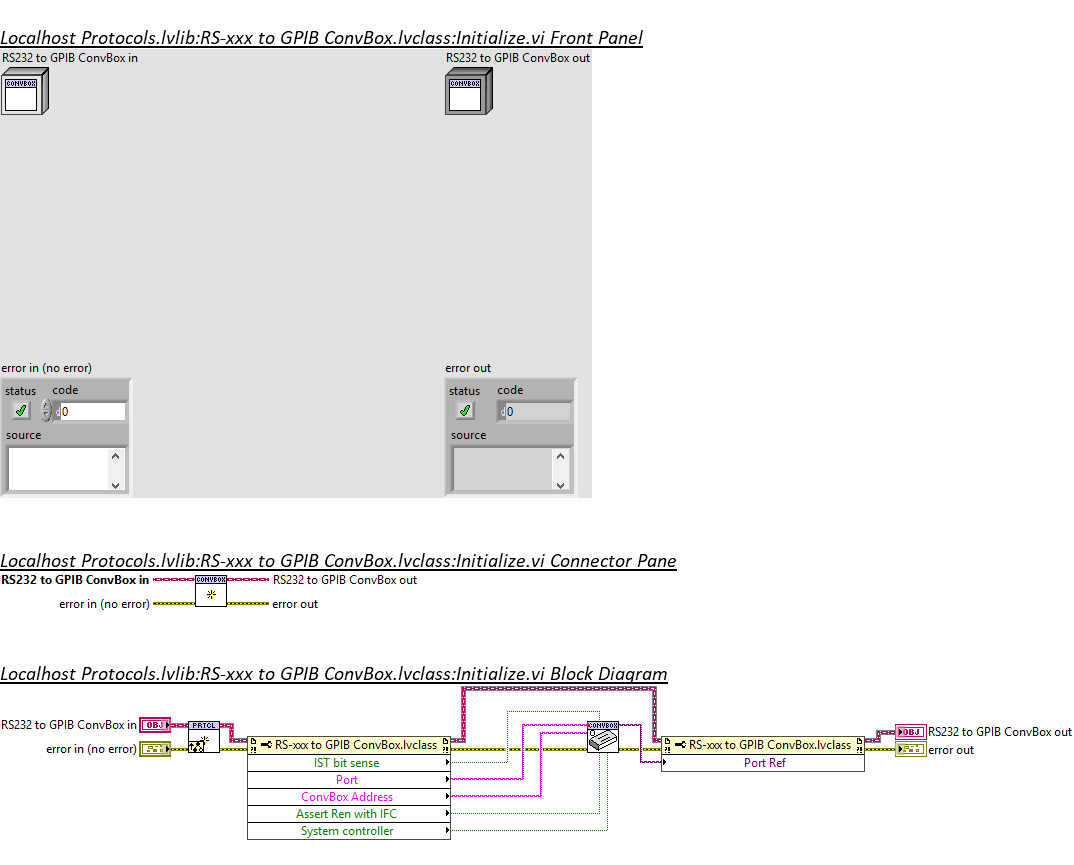 Localhost Protocols.lvlib:RS-xxx to GPIB ConvBox.lvclass:Initialize.vi Front Panel
RS232 to GPIB ConvBox in
RS232 to GPIB ConvBox out
CONVBOX
CONVBOX
error in (no error)
error out
status code
status code
d 0
d 0
source
source
Localhost Protocols.lvlib:RS-xxx to GPIB ConvBox.lvclass:Initialize.vi Connector Pane
RS232 to GPIB ConvBox in CONVBOX RS232 to GPIB ConvBox out
error in (no error) error out
Localhost Protocols.lvlib:RS-xxx to GPIB ConvBox.lvclass:Initialize.vi Block Diagram
RS232 to GPIB ConvBox in OBJ PRTCL
CONVBOX
OBJ RS232 to GPIB ConvBox out
error in (no error)
RS-xxx to GPIB ConvBox.lvclass
RS-xxx to GPIB ConvBox.lvclass
error out
?!
?!
?!
?!
IST bit sense
Port Ref
Port
ConvBox Address
Assert Ren with IFC
System controller